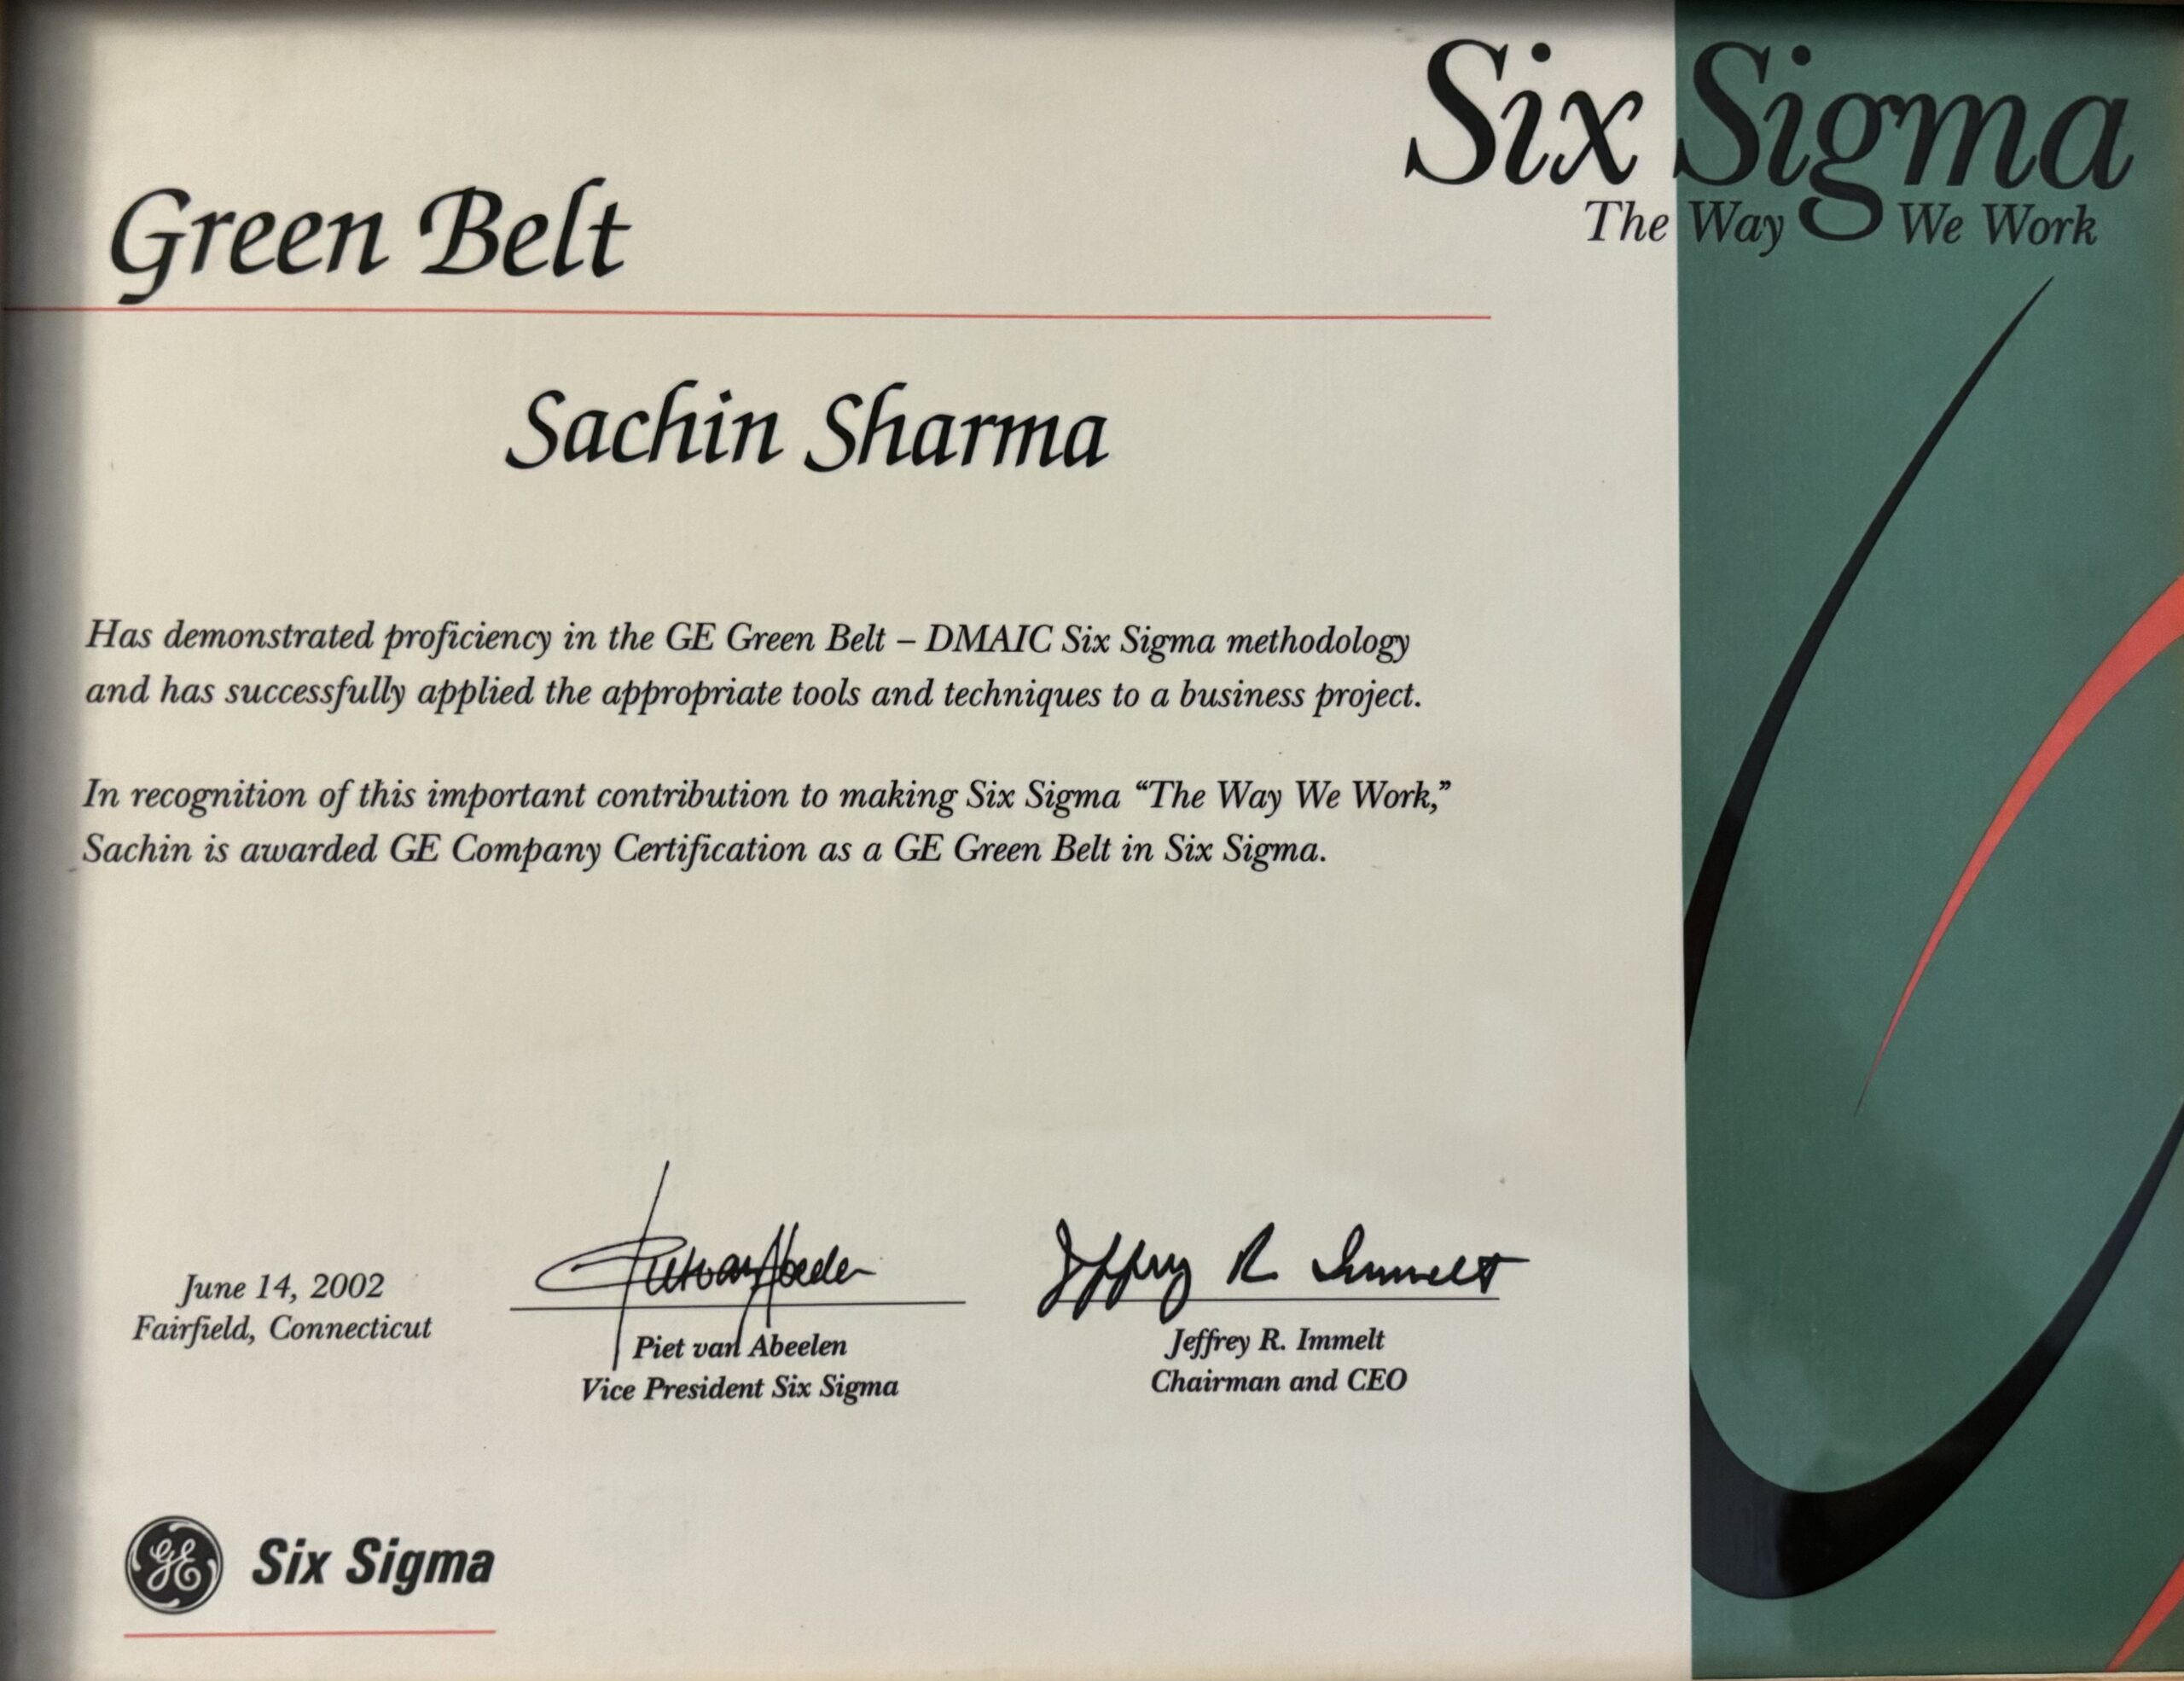 Six Sigma
The Way We Work
Green Belt
Sachin Sharma
Has demonstrated proficiency in the GE Green Belt – DMAIC Six Sigma methodology
and has successfully applied the appropriate tools and techniques to a business project.
In recognition of this important contribution to making Six Sigma “The Way We Work,”
Sachin is awarded GE Company Certification as a GE Green Belt in Six Sigma.
June 14, 2002
Fairfield, Connecticut
Piet van Abeelen
Piet van Abeelen
Vice President Six Sigma
Jeffrey R. Immelt
Jeffrey R. Immelt
Chairman and CEO
GE Six Sigma